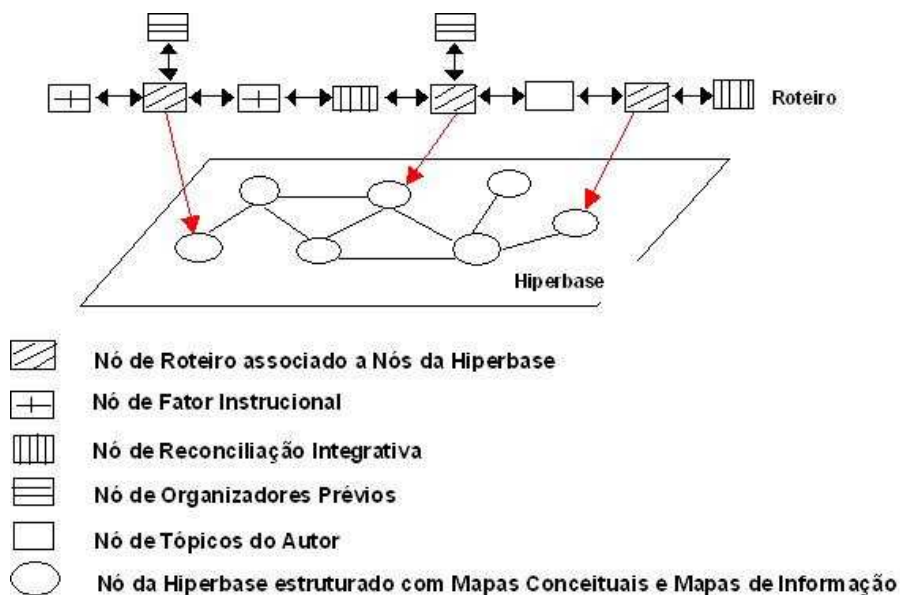 Roteiro
Hiperbase
Nó de Roteiro associado a Nós da Hiperbase
Nó de Fator Instrucional
Nó de Reconciliação Integrativa
Nó de Organizadores Prévios
Nó de Tópicos do Autor
Nó da Hiperbase estruturado com Mapas Conceituais e Mapas de Informação